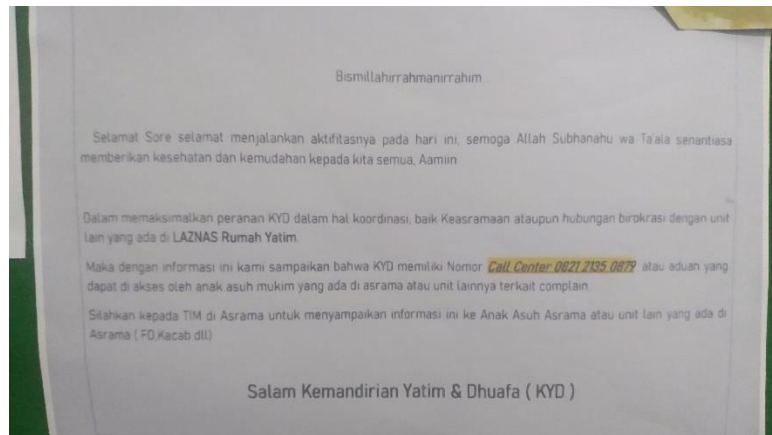 Bismillahirrahmanirrahim
Selamat Sore selamat menjalankan aktifitasnya pada hari ini, semoga Allah Subhanahu wa Ta'ala senantiasa
memberikan kesehatan dan kemudahan kepada kita semua, Aamiin
Dalam memaksimalkan peranan KYD dalam hal koordinasi, baik Keasramaan ataupun hubungan birokrasi dengan unit
lain yang ada di LAZNAS Rumah Yatim.
Maka dengan informasi ini kami sampaikan bahwa KYD memiliki Nomor Call Center 0821 2135 0879 atau aduan yang
dapat di akses oleh anak asuh mukim yang ada di asrama atau unit lainnya terkait complain.
Silahkan kepada TIM di Asrama untuk menyampaikan informasi ini ke Anak Asuh Asrama atau unit lain yang ada di
Asrama ( FO,Kacab dll)
Salam Kemandirian Yatim & Dhuafa ( KYD )